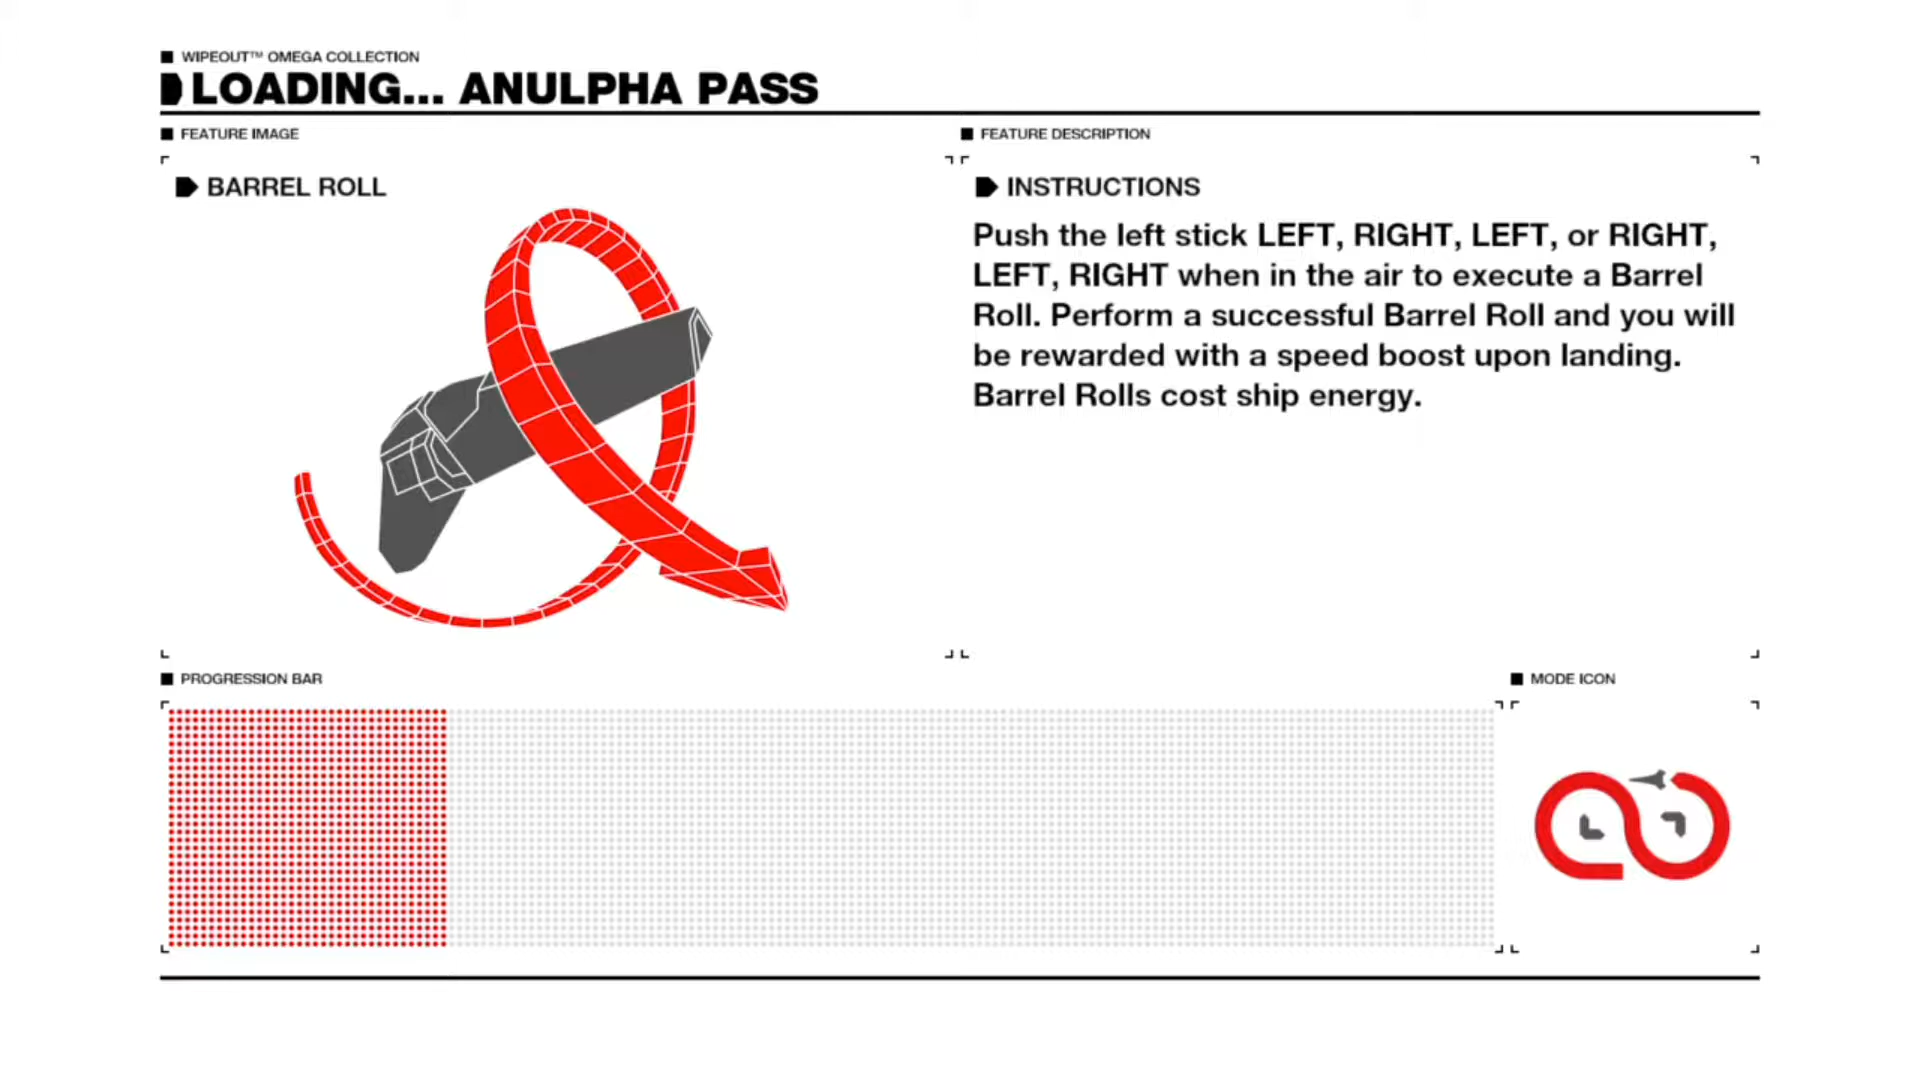 WIPEOUT™ OMEGA COLLECTION
LOADING... ANULPHA PASS
FEATURE IMAGE
BARREL ROLL
FEATURE DESCRIPTION
INSTRUCTIONS
Push the left stick LEFT, RIGHT, LEFT, or RIGHT,
LEFT, RIGHT when in the air to execute a Barrel
Roll. Perform a successful Barrel Roll and you will
be rewarded with a speed boost upon landing.
Barrel Rolls cost ship energy.
PROGRESSION BAR
MODE ICON